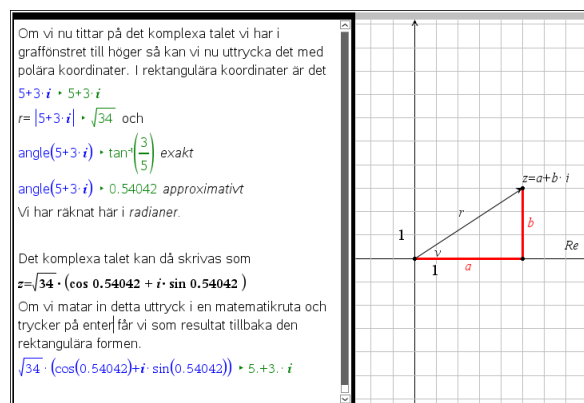 Om vi nu tittar på det komplexa talet vi har i
graffönstret till höger så kan vi nu uttrycka det med
polära koordinater. I rektangulära koordinater är det
5+3·i ▸ 5+3·i
r= |5+3·i| ▸ √34 och
angle(5+3·i) ▸ tan⁻¹(3/5) exakt
angle(5+3·i) ▸ 0.54042 approximativt
Vi har räknat här i radianer.
Det komplexa talet kan då skrivas som
z=√34 · (cos 0.54042 + i· sin 0.54042 )
Om vi matar in detta uttryck i en matematikruta och
trycker på enter får vi som resultat tillbaka den
rektangulära formen.
√34 · (cos(0.54042)+i · sin(0.54042)) ▸ 5.+3.· i
z=a+b· i
r
b
1
v
Re
1
a